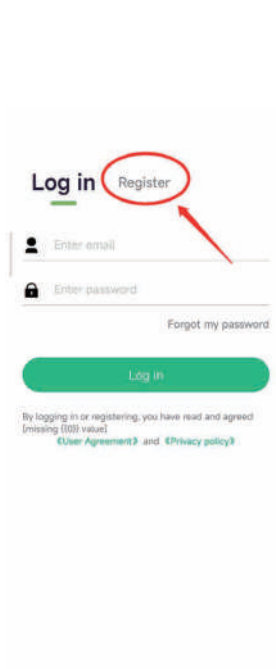 Log in Register
Enter email
Enter password
Forgot my password
Log in
By logging in or registering, you have read and agreed
[missing {{0}} value]
《User Agreement》 and 《Privacy policy》